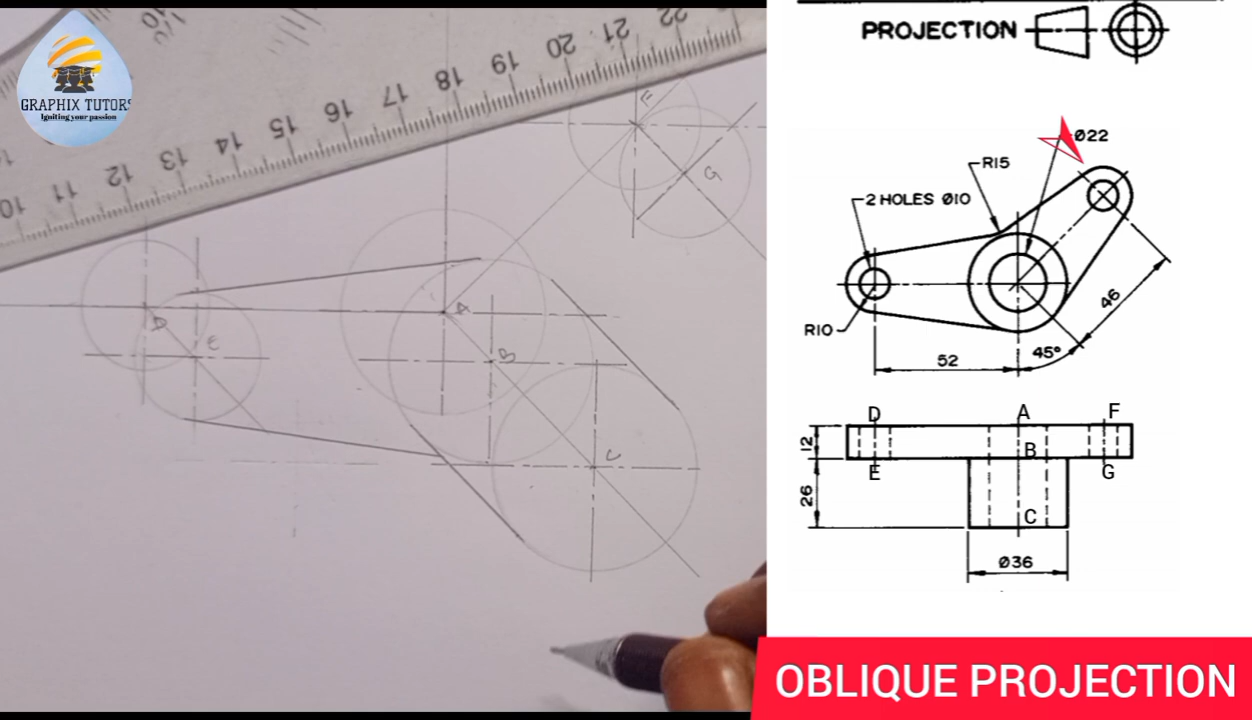 GRAPHIX TUTORS
Igniting your passion
10 11 12 13 14 15 16 17 18 19 20 21 22
F
G
A
B
C
D
E
PROJECTION
Ø22
R15
2 HOLES Ø10
R10
52
45°
46
D A F
12
B
E G
26
C
Ø36
OBLIQUE PROJECTION